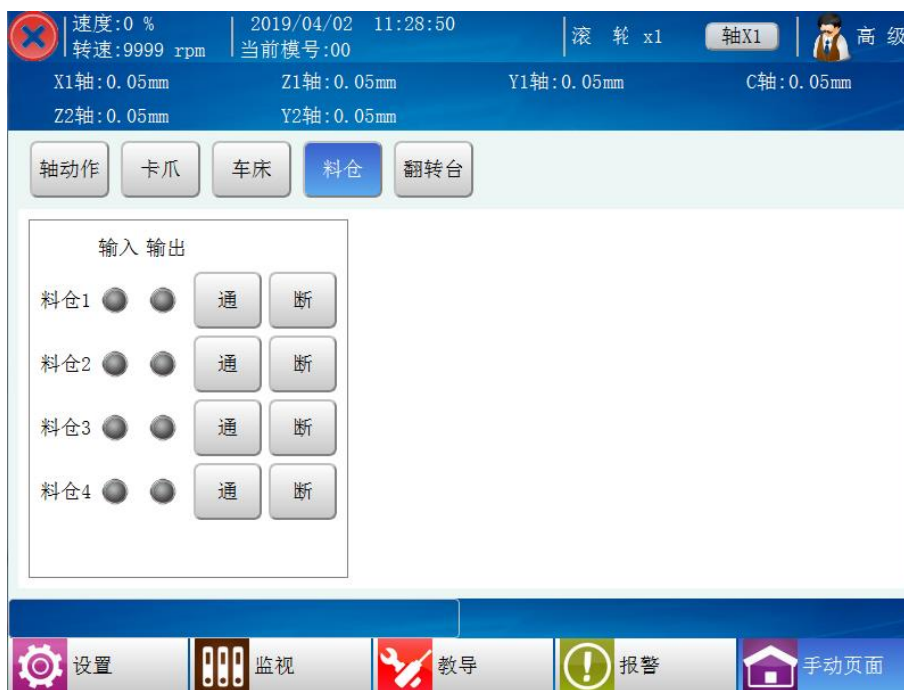 速度:0 % 2019/04/02 11:28:50 滚 轮 x1 轴X1 高 级
转速:9999 rpm 当前模号:00
X1轴:0.05mm Z1轴:0.05mm Y1轴:0.05mm C轴:0.05mm
Z2轴:0.05mm Y2轴:0.05mm
轴动作 卡爪 车床 料仓 翻转台
输入 输出
料仓1 通 断
料仓2 通 断
料仓3 通 断
料仓4 通 断
设置 监视 教导 报警 手动页面